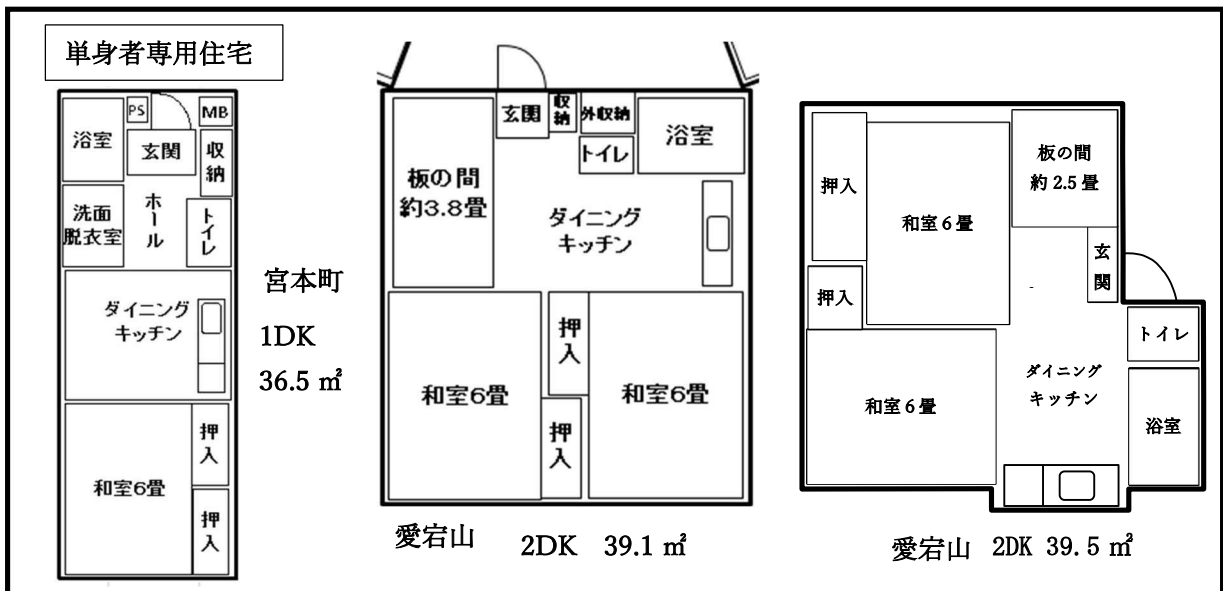 単身者専用住宅
浴室
PS
MB
玄関
収納
洗面
脱衣室
ホール
トイレ
ダイニング
キッチン
和室6畳
押入
押入
宮本町
1DK
36.5 ㎡
玄関
収納
外収納
浴室
トイレ
板の間
約3.8畳
ダイニング
キッチン
和室6畳
押入
押入
和室6畳
愛宕山 2DK 39.1 ㎡
押入
和室 6 畳
板の間
約 2.5 畳
玄関
押入
トイレ
ダイニング
キッチン
和室 6 畳
浴室
愛宕山 2DK 39.5 ㎡